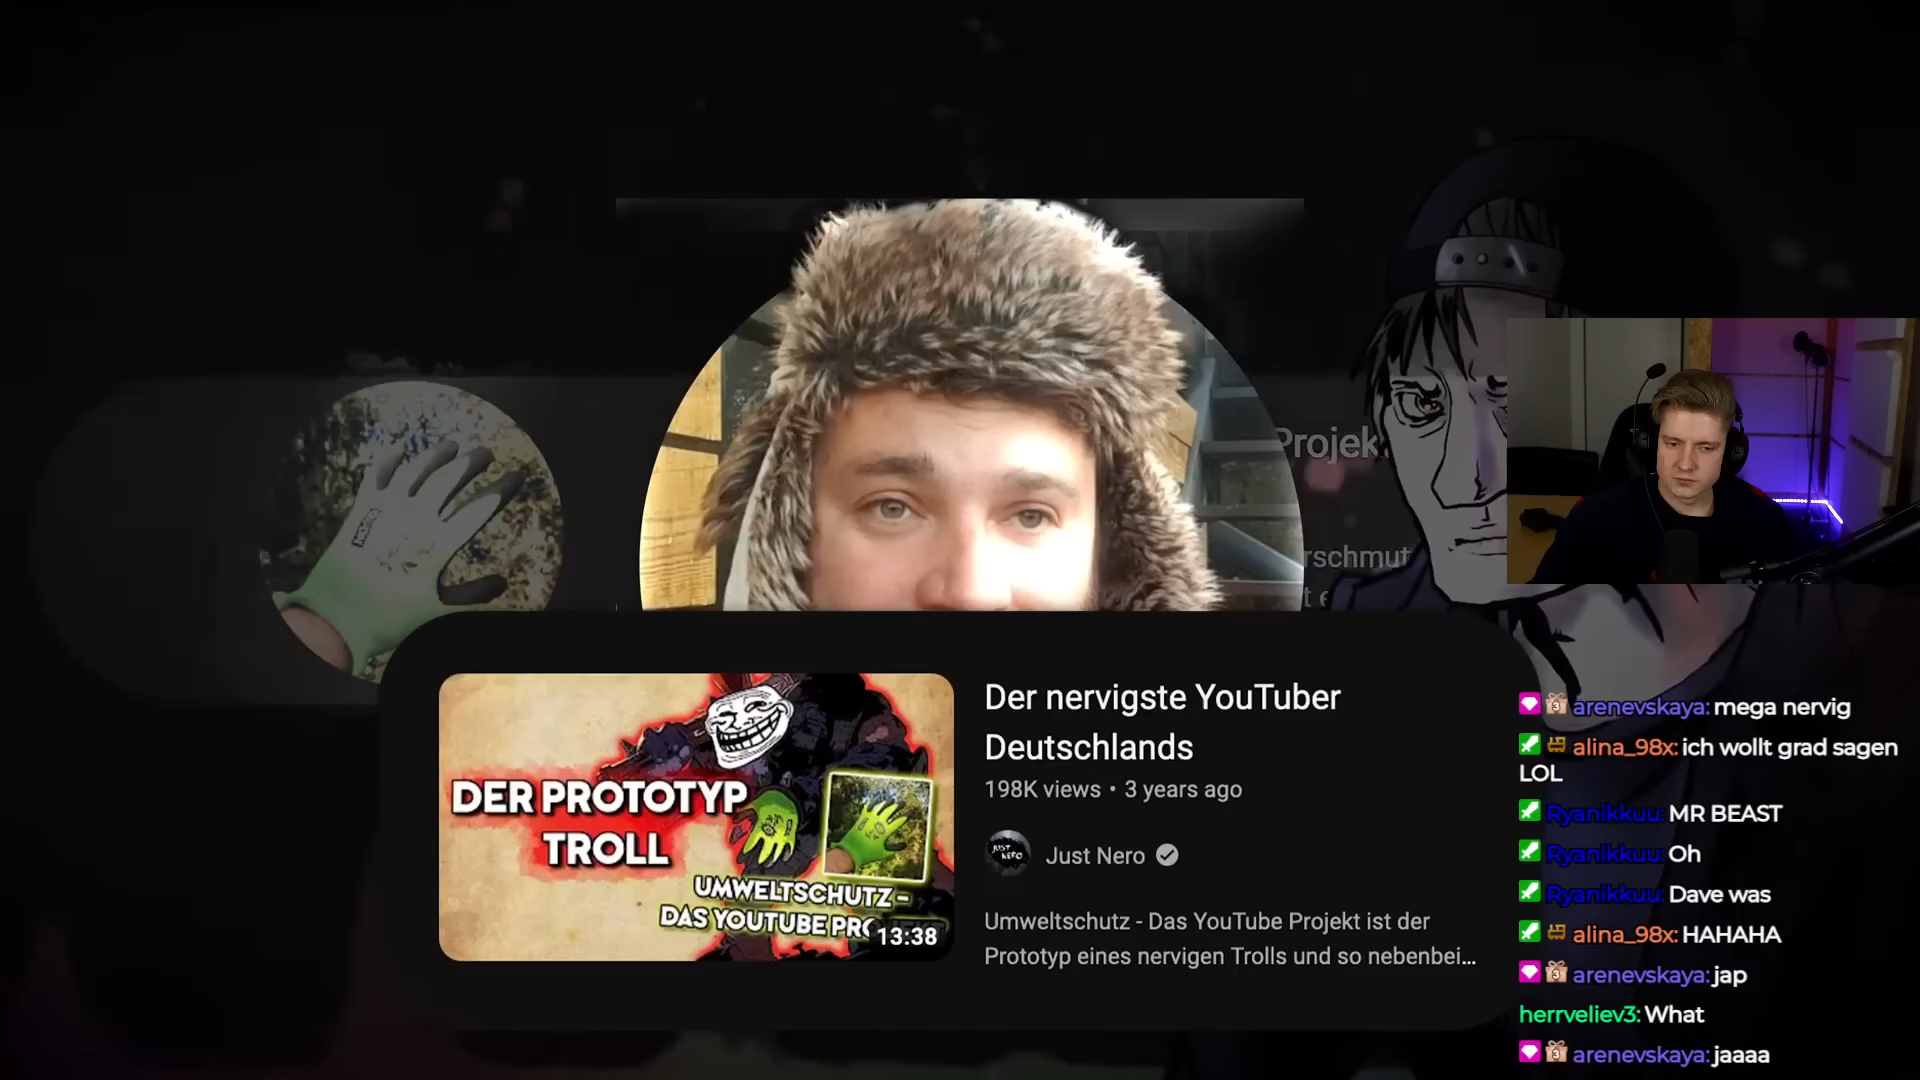 Projek
rschmut
DER PROTOTYP
TROLL
UMWELTSCHUTZ -
DAS YOUTUBE PRO
13:38
Der nervigste YouTuber
Deutschlands
198K views • 3 years ago
JUST
NERO
Just Nero
Umweltschutz - Das YouTube Projekt ist der
Prototyp eines nervigen Trolls und so nebenbei...
arenevskaya: mega nervig
alina_98x: ich wollt grad sagen
LOL
Ryanikkuu: MR BEAST
Ryanikkuu: Oh
Ryanikkuu: Dave was
alina_98x: HAHAHA
arenevskaya: jap
herrveliev3: What
arenevskaya: jaaaa